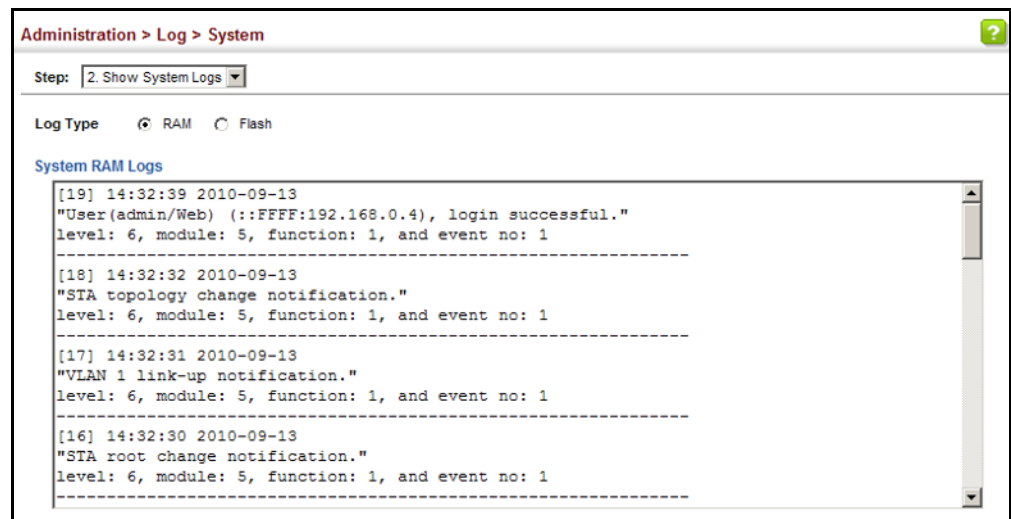 Administration > Log > System
?
Step: 2. Show System Logs
Log Type RAM Flash
System RAM Logs
[19] 14:32:39 2010-09-13
"User(admin/Web) (::FFFF:192.168.0.4), login successful."
level: 6, module: 5, function: 1, and event no: 1
---------------------------------------------------------------
[18] 14:32:32 2010-09-13
"STA topology change notification."
level: 6, module: 5, function: 1, and event no: 1
---------------------------------------------------------------
[17] 14:32:31 2010-09-13
"VLAN 1 link-up notification."
level: 6, module: 5, function: 1, and event no: 1
---------------------------------------------------------------
[16] 14:32:30 2010-09-13
"STA root change notification."
level: 6, module: 5, function: 1, and event no: 1
---------------------------------------------------------------